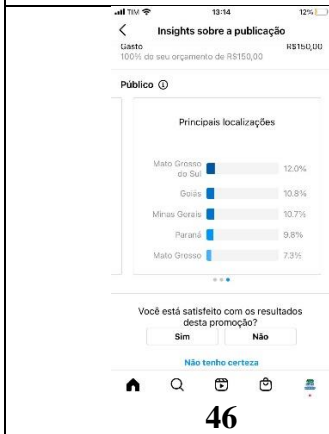 TIM 13:14 12%
Insights sobre a publicação
Gasto R$150,00
100% do seu orçamento de R$150,00
Público
Principais localizações
Mato Grosso do Sul 12.0%
Goiás 10.8%
Minas Gerais 10.7%
Paraná 9.8%
Mato Grosso 7.3%
Você está satisfeito com os resultados
desta promoção?
Sim Não
Não tenho certeza
46